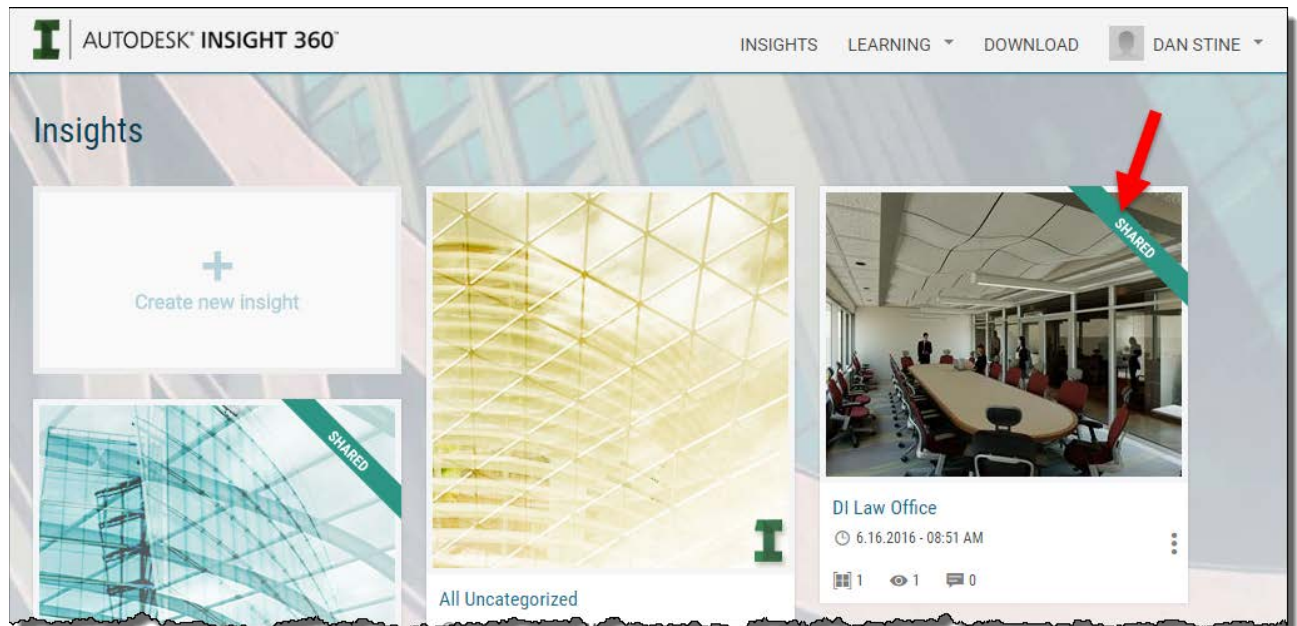 AUTODESK® INSIGHT 360™
INSIGHTS LEARNING DOWNLOAD DAN STINE
Insights
+
Create new insight
SHARED
SHARED
All Uncategorized
DI Law Office
6.16.2016 - 08:51 AM
1 1 0